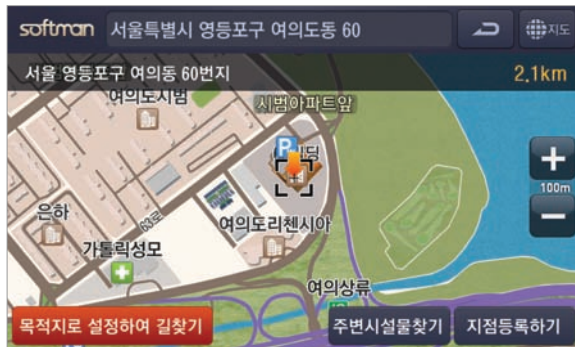 softman 서울특별시 영등포구 여의도동 60 지도
서울 영등포구 여의동 60번지 2.1km
여의도시범
시범아파트앞
P
딩
100m
은하
63로
여의도리첸시아
가톨릭성모
여의상류
목적지로 설정하여 길찾기 주변시설물찾기 지점등록하기